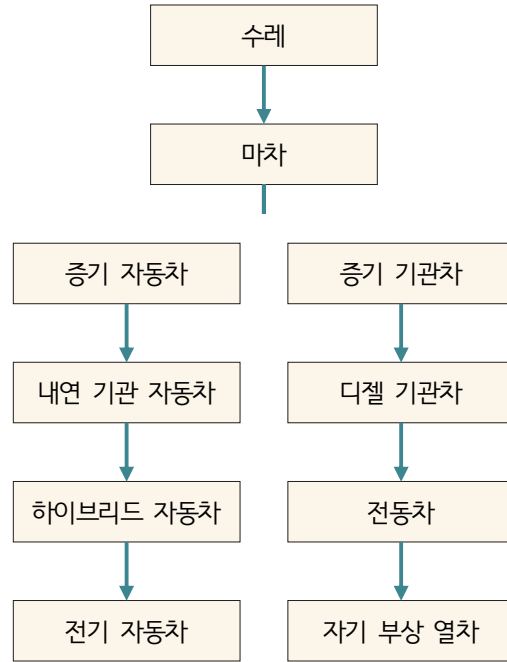 수레
마차
증기 자동차
증기 기관차
내연 기관 자동차
디젤 기관차
하이브리드 자동차
전동차
전기 자동차
자기 부상 열차